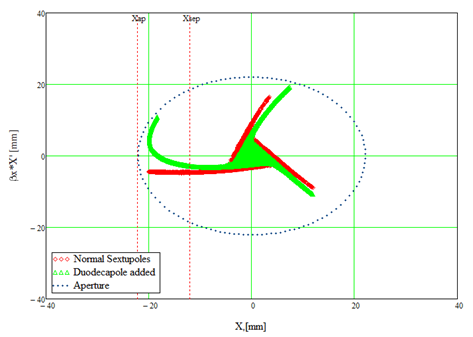 Xap Xsep
40
20
0
−20
−40
βx*X' [mm]
Normal Sextupoles
Duodecapole added
Aperture
−40 −20 0 20 40
X,[mm]